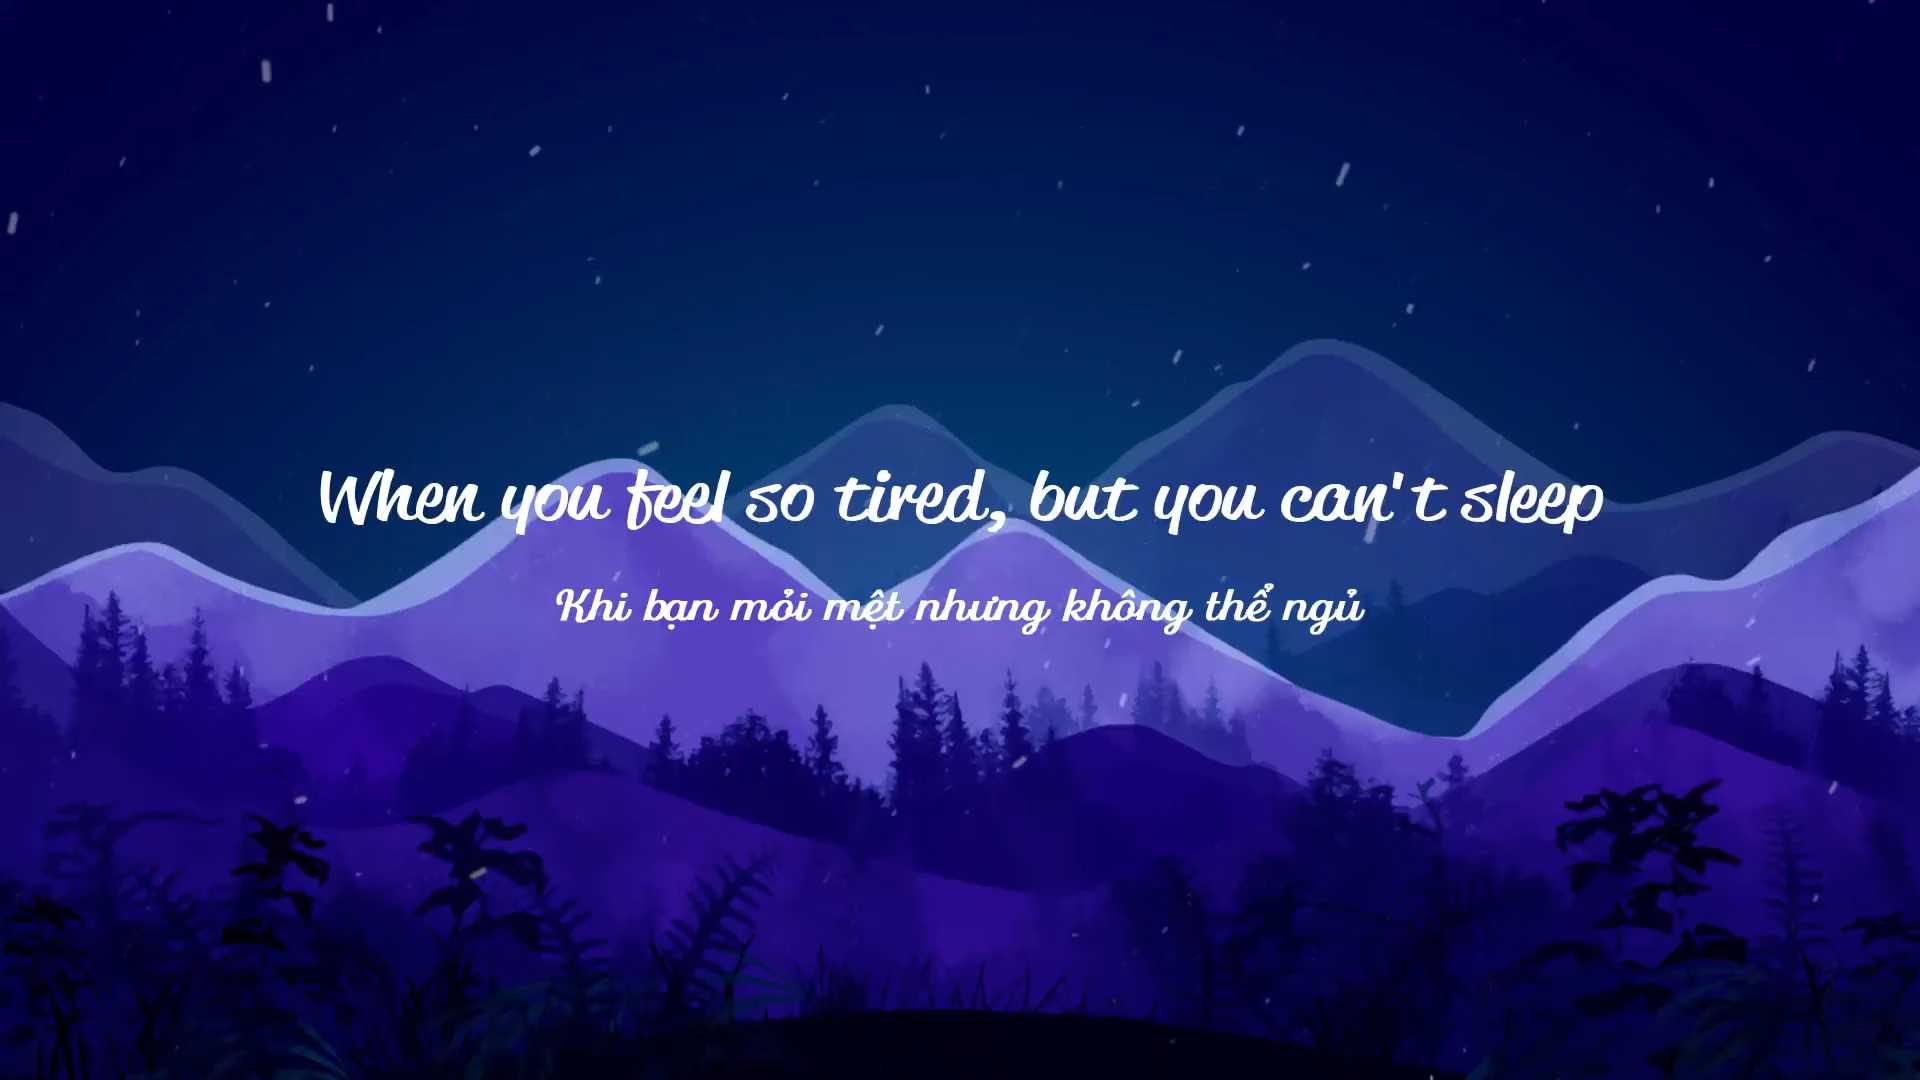 When you feel so tired, but you can't sleep
Khi bạn mỏi mệt nhưng không thể ngủ